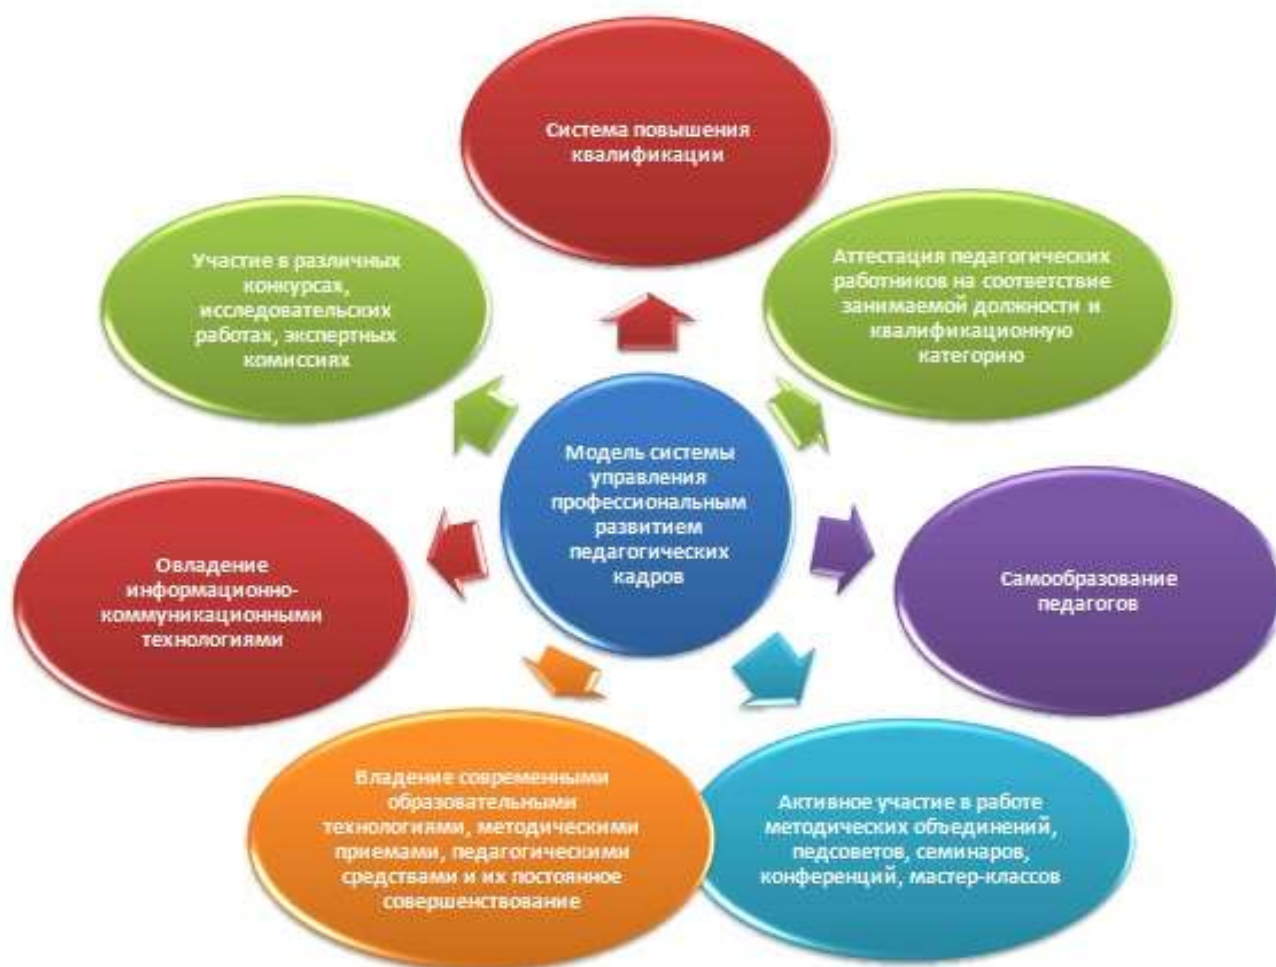 Система повышения
квалификации
Аттестация педагогических
работников на соответствие
занимаемой должности и
квалификационную
категорию
Самообразование
педагогов
Активное участие в работе
методических объединений,
педсоветов, семинаров,
конференций, мастер-классов
Владение современными
образовательными
технологиями, методическими
приемами, педагогическими
средствами и их постоянное
совершенствование
Овладение
информационно-
коммуникационными
технологиями
Участие в различных
конкурсах,
исследовательских
работах, экспертных
комиссиях
Модель системы
управления
профессиональным
развитием
педагогических
кадров